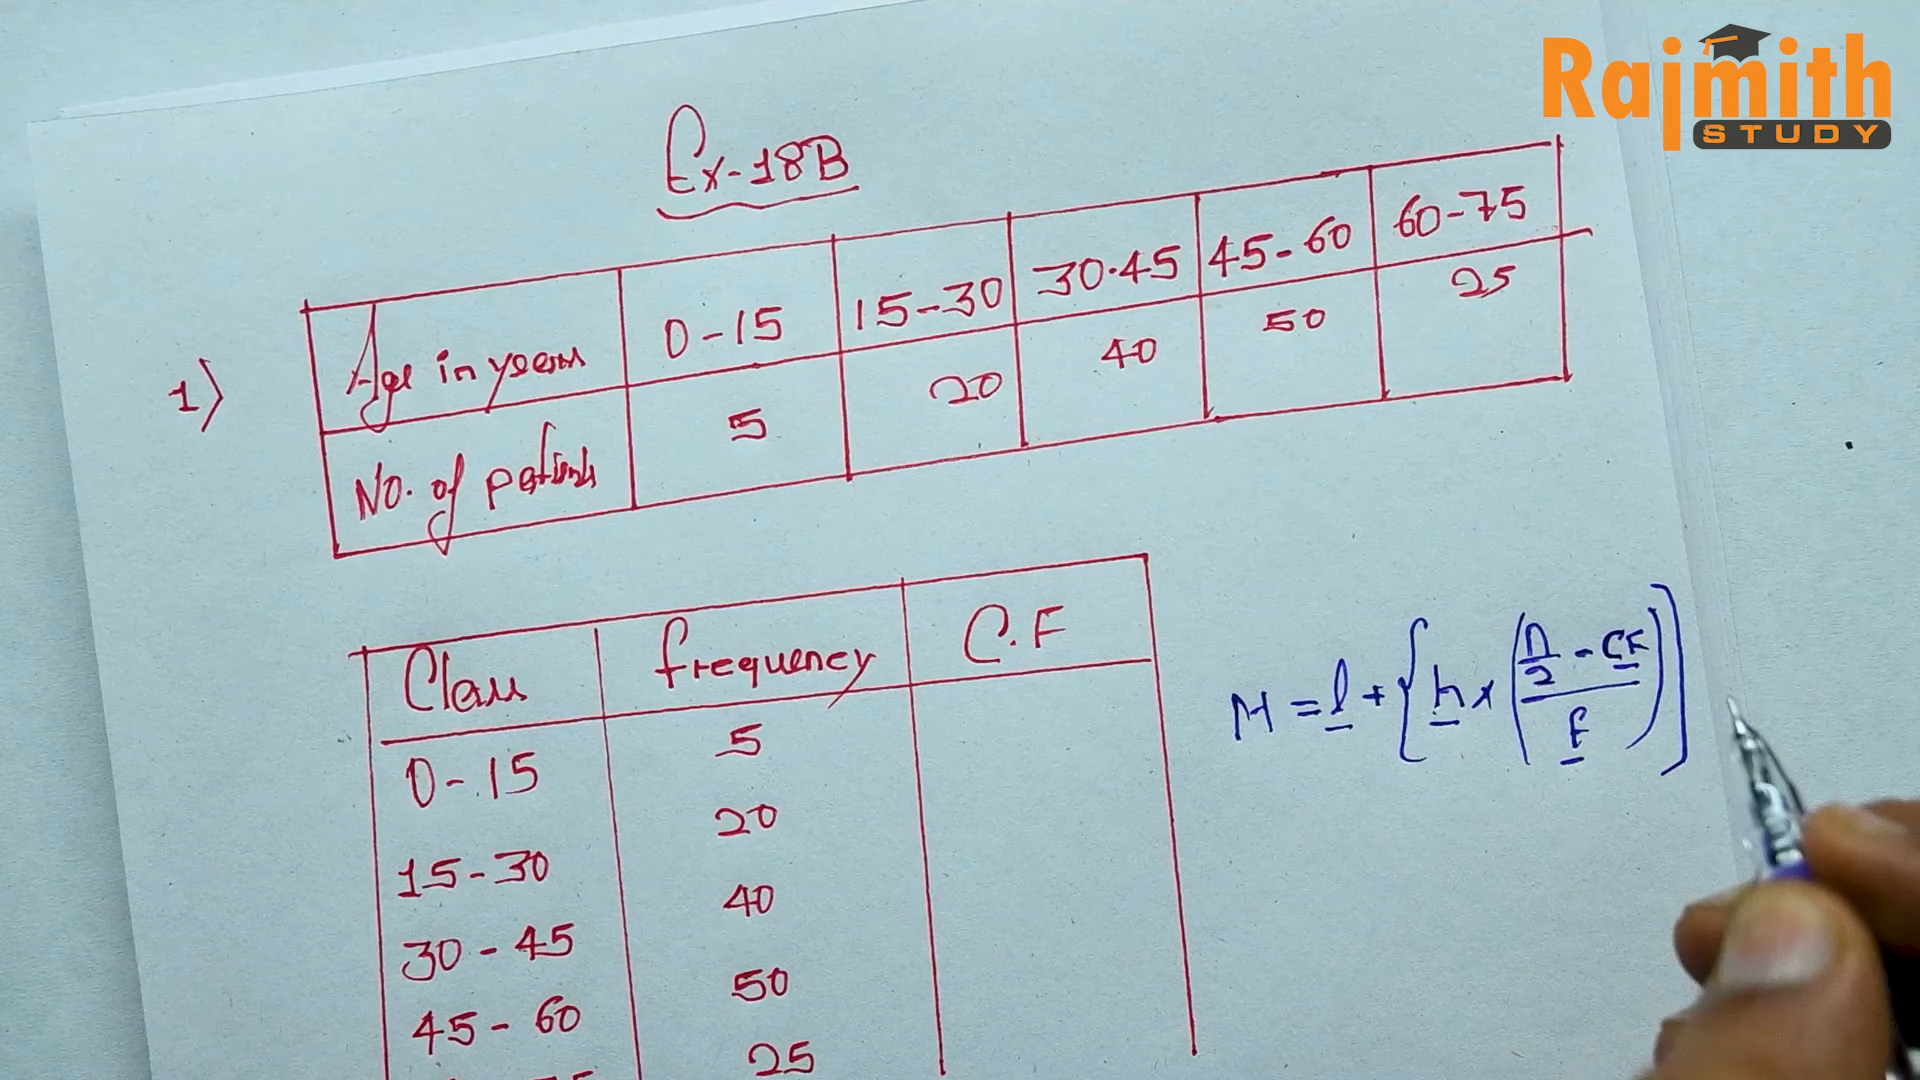 Rajmith
STUDY
Ex-18B
1)
Age in years 0-15 15-30 30-45 45-60 60-75
No. of patients 5 20 40 50 25
Class frequency C.F
0-15 5
15-30 20
30-45 40
45-60 50
25
M = l + { h × ( n/2 - CF / f ) }